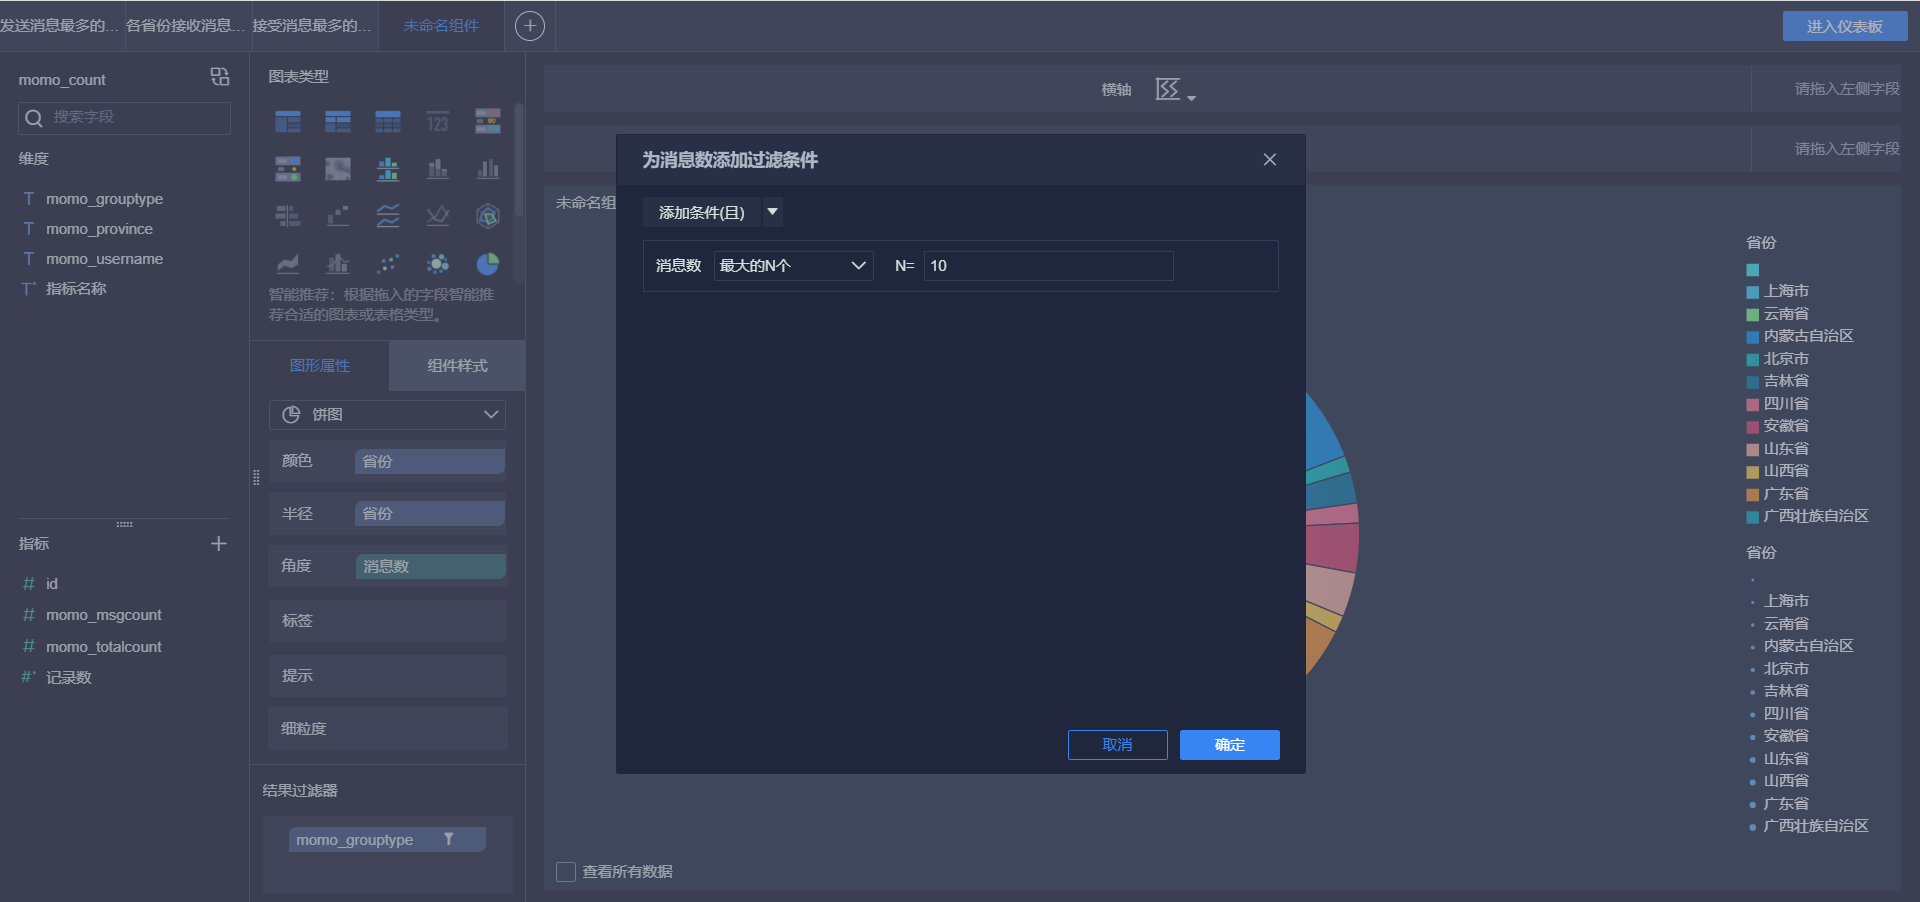 发送消息最多的...
各省份接收消息...
接受消息最多的...
未命名组件
进入仪表板
momo_count
搜索字段
维度
momo_grouptype
momo_province
momo_username
指标名称
指标
id
momo_msgcount
momo_totalcount
记录数
图表类型
123
智能推荐：根据拖入的字段智能推
荐合适的图表或表格类型。
图形属性
组件样式
饼图
颜色 省份
半径 省份
角度 消息数
标签
提示
细粒度
结果过滤器
momo_grouptype
横轴
请拖入左侧字段
请拖入左侧字段
未命名组
为消息数添加过滤条件
添加条件(且)
消息数 最大的N个 N= 10
取消
确定
省份
上海市
云南省
内蒙古自治区
北京市
吉林省
四川省
安徽省
山东省
山西省
广东省
广西壮族自治区
省份
上海市
云南省
内蒙古自治区
北京市
吉林省
四川省
安徽省
山东省
山西省
广东省
广西壮族自治区
查看所有数据